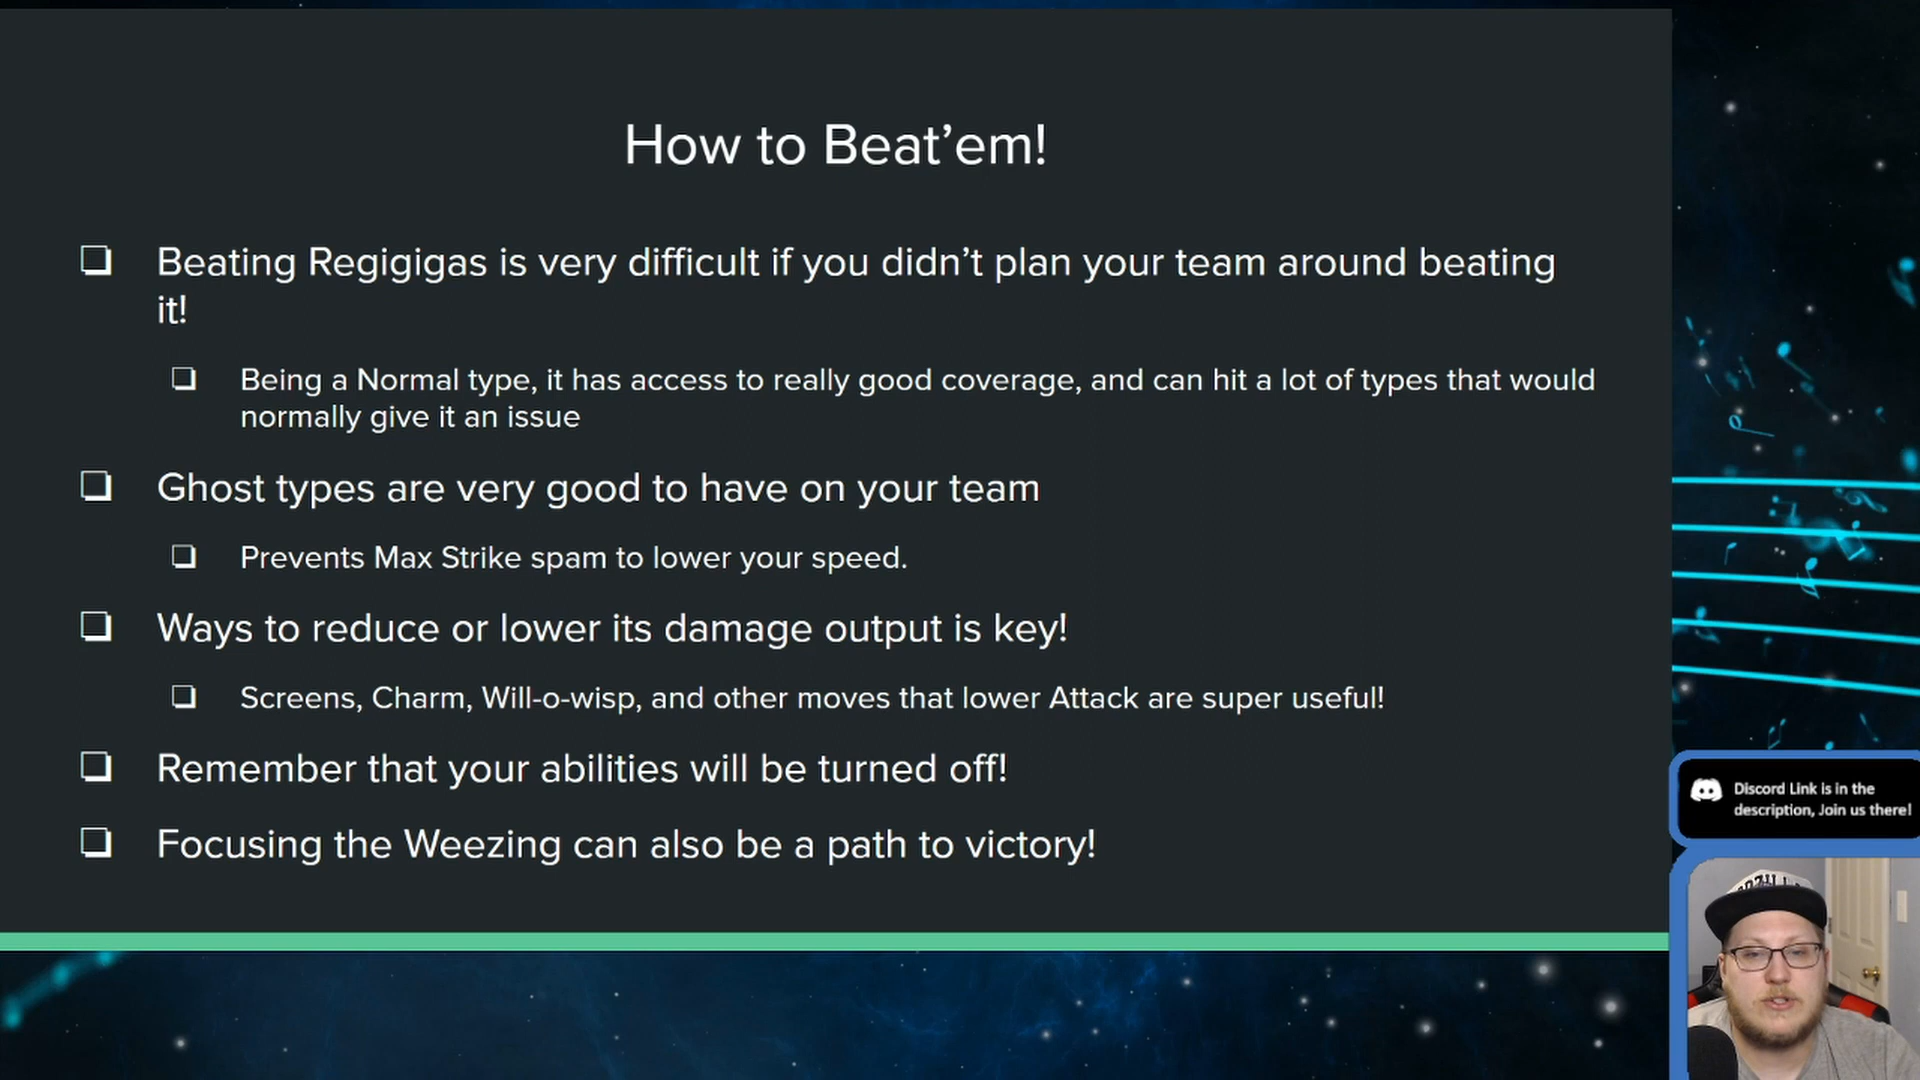 How to Beat’em!
Beating Regigigas is very difficult if you didn’t plan your team around beating
it!
Being a Normal type, it has access to really good coverage, and can hit a lot of types that would
normally give it an issue
Ghost types are very good to have on your team
Prevents Max Strike spam to lower your speed.
Ways to reduce or lower its damage output is key!
Screens, Charm, Will-o-wisp, and other moves that lower Attack are super useful!
Remember that your abilities will be turned off!
Focusing the Weezing can also be a path to victory!
Discord Link is in the
description, Join us there!